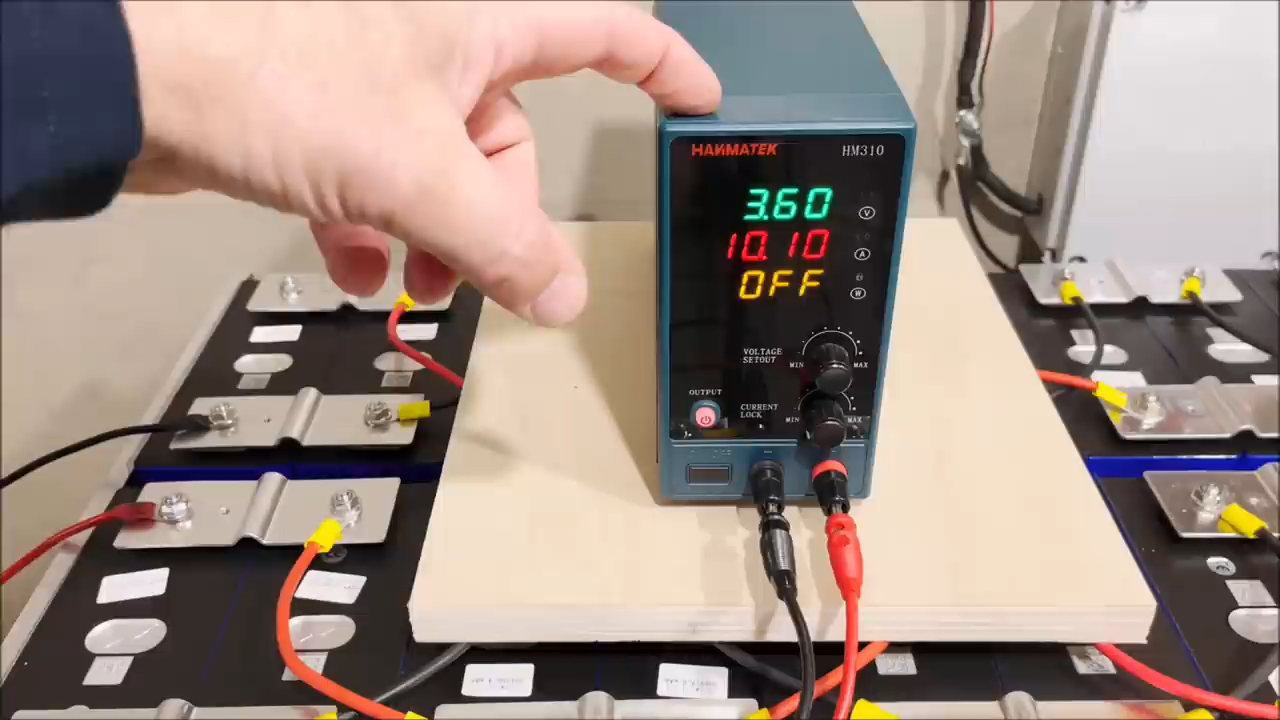 HANMATEK HM310
3.60 V
10.10 A
OFF W
VOLTAGE
SETOUT
MIN MAX
OUTPUT
CURRENT
LOCK
MIN MAX